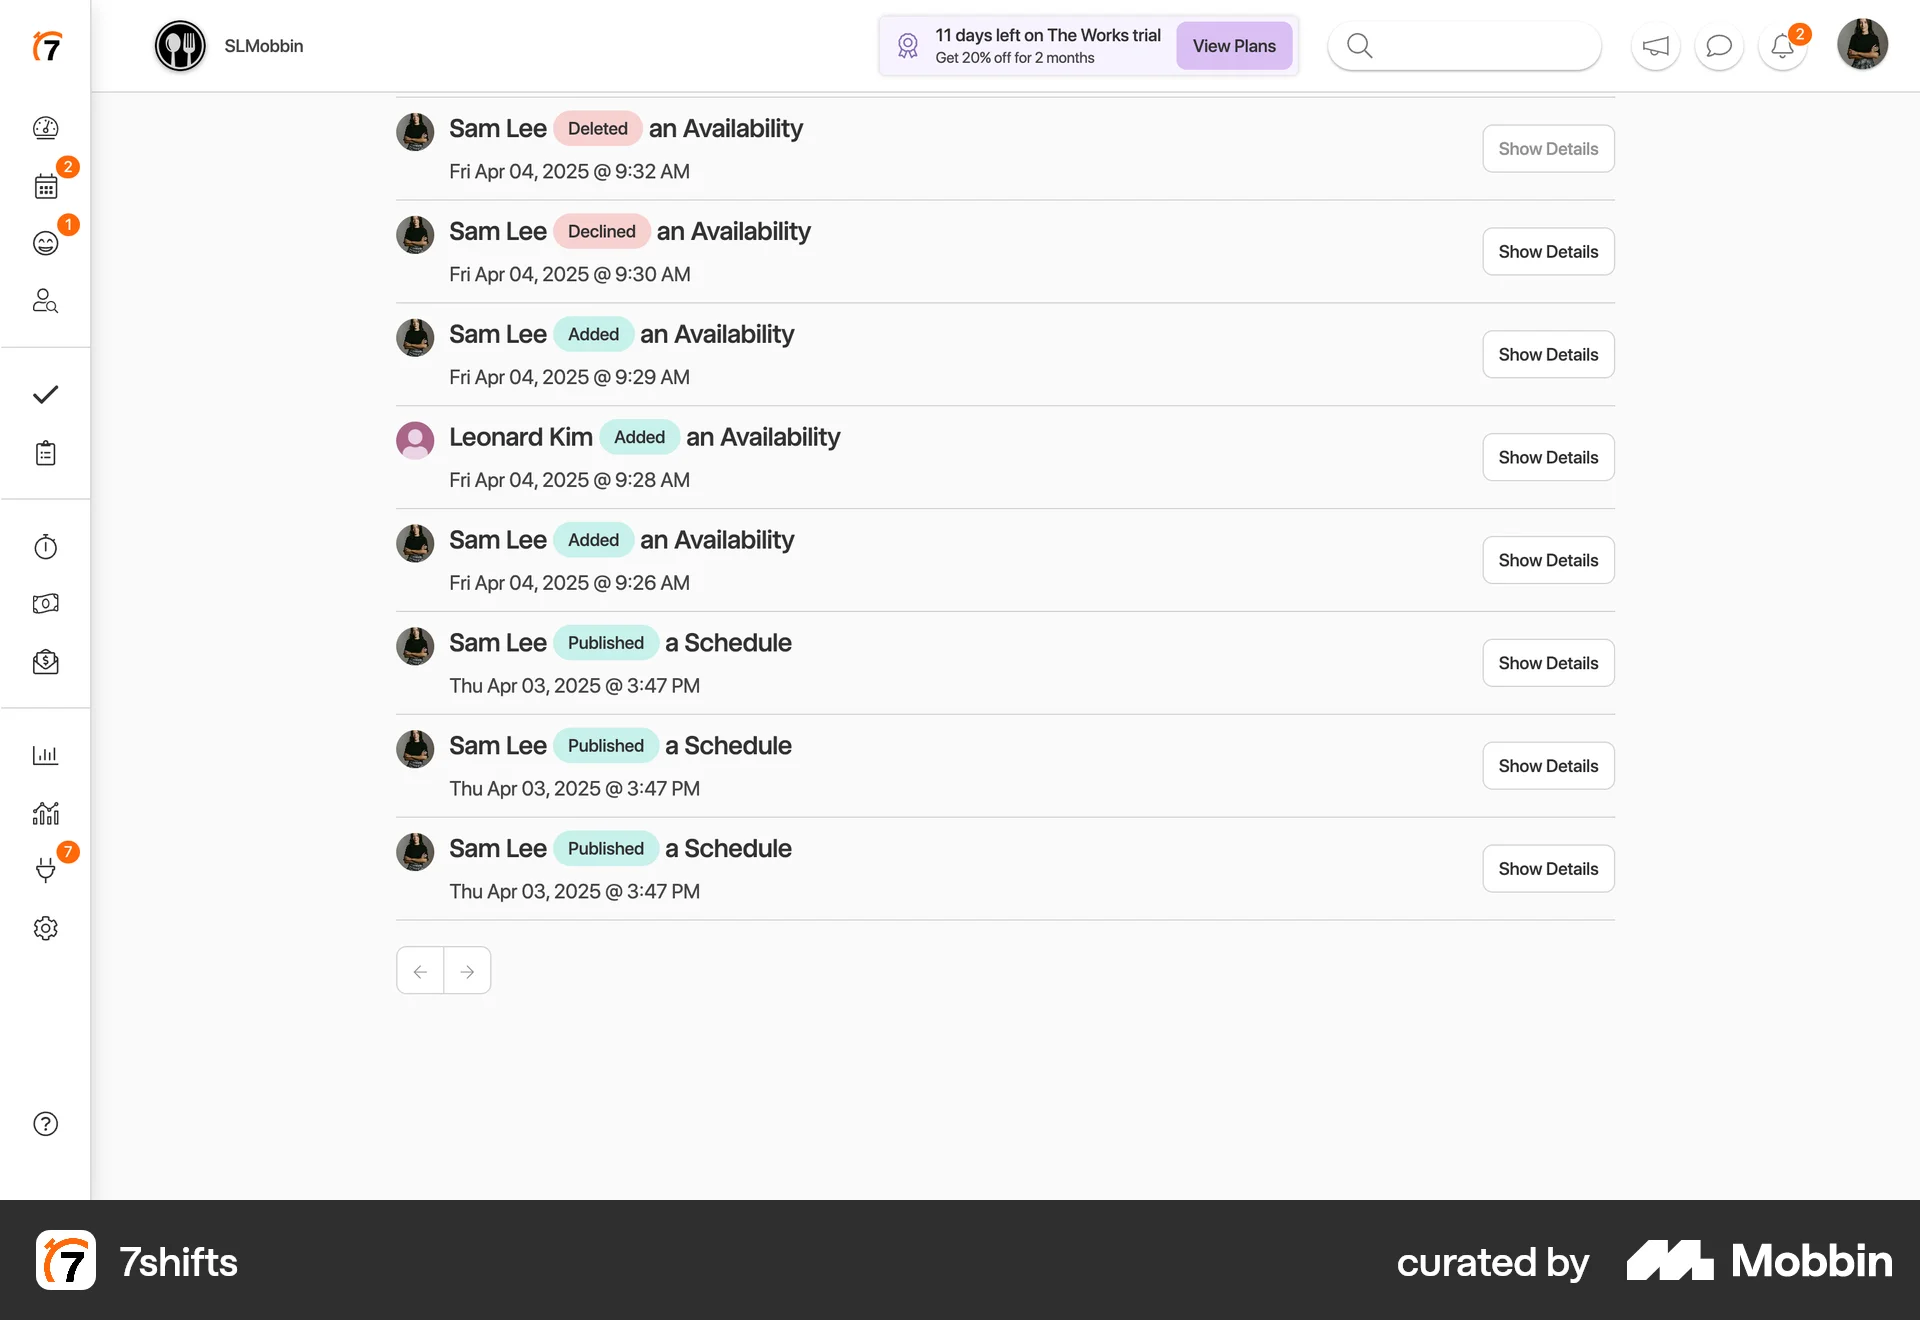 7
SLMobbin
11 days left on The Works trial
Get 20% off for 2 months
View Plans
2
2
1
7
Sam Lee Deleted an Availability
Fri Apr 04, 2025 @ 9:32 AM
Show Details
Sam Lee Declined an Availability
Fri Apr 04, 2025 @ 9:30 AM
Show Details
Sam Lee Added an Availability
Fri Apr 04, 2025 @ 9:29 AM
Show Details
Leonard Kim Added an Availability
Fri Apr 04, 2025 @ 9:28 AM
Show Details
Sam Lee Added an Availability
Fri Apr 04, 2025 @ 9:26 AM
Show Details
Sam Lee Published a Schedule
Thu Apr 03, 2025 @ 3:47 PM
Show Details
Sam Lee Published a Schedule
Thu Apr 03, 2025 @ 3:47 PM
Show Details
Sam Lee Published a Schedule
Thu Apr 03, 2025 @ 3:47 PM
Show Details
7 7shifts
curated by Mobbin